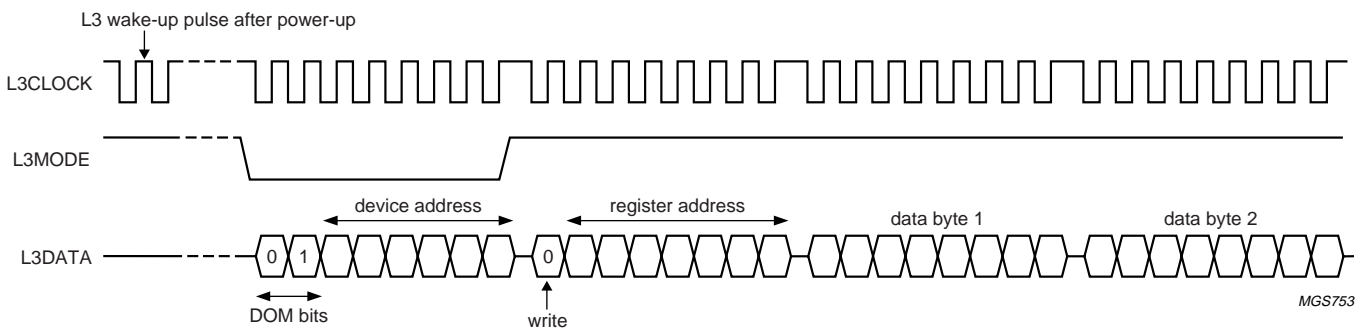 L3 wake-up pulse after power-up
L3CLOCK
L3MODE
device address
register address
data byte 1
data byte 2
L3DATA
0
1
0
DOM bits
write
MGS753